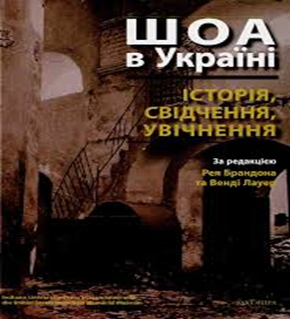 ШОА
в Україні
ІСТОРІЯ,
СВІДЧЕННЯ,
УВІЧНЕННЯ
За редакцією
Рея Брандона
та Венді Лауер